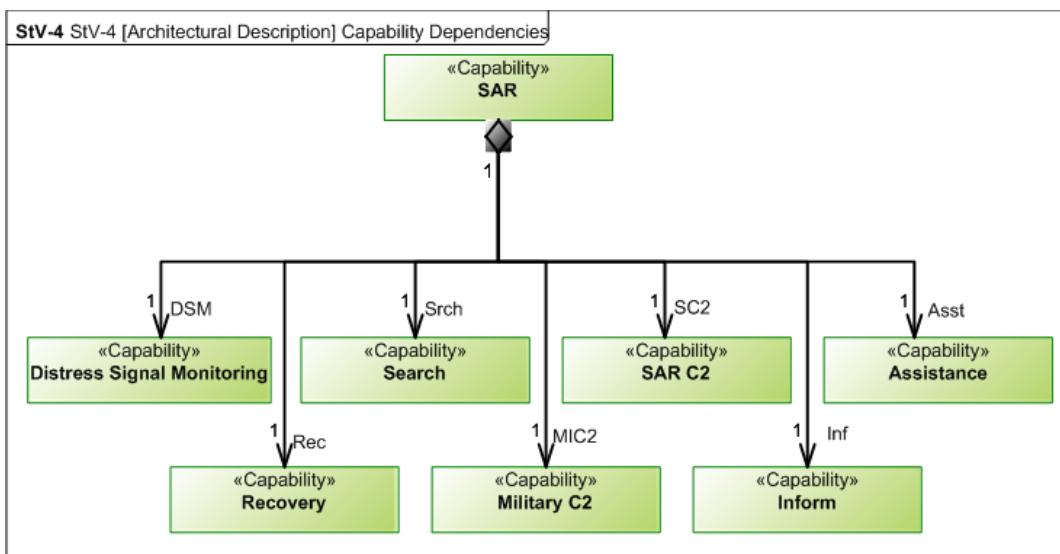 StV-4 StV-4 [Architectural Description] Capability Dependencies
«Capability»
SAR
1
1 DSM
1 Srch
1 SC2
1 Asst
«Capability»
Distress Signal Monitoring
«Capability»
Search
«Capability»
SAR C2
«Capability»
Assistance
1 Rec
1 MIC2
1 Inf
«Capability»
Recovery
«Capability»
Military C2
«Capability»
Inform